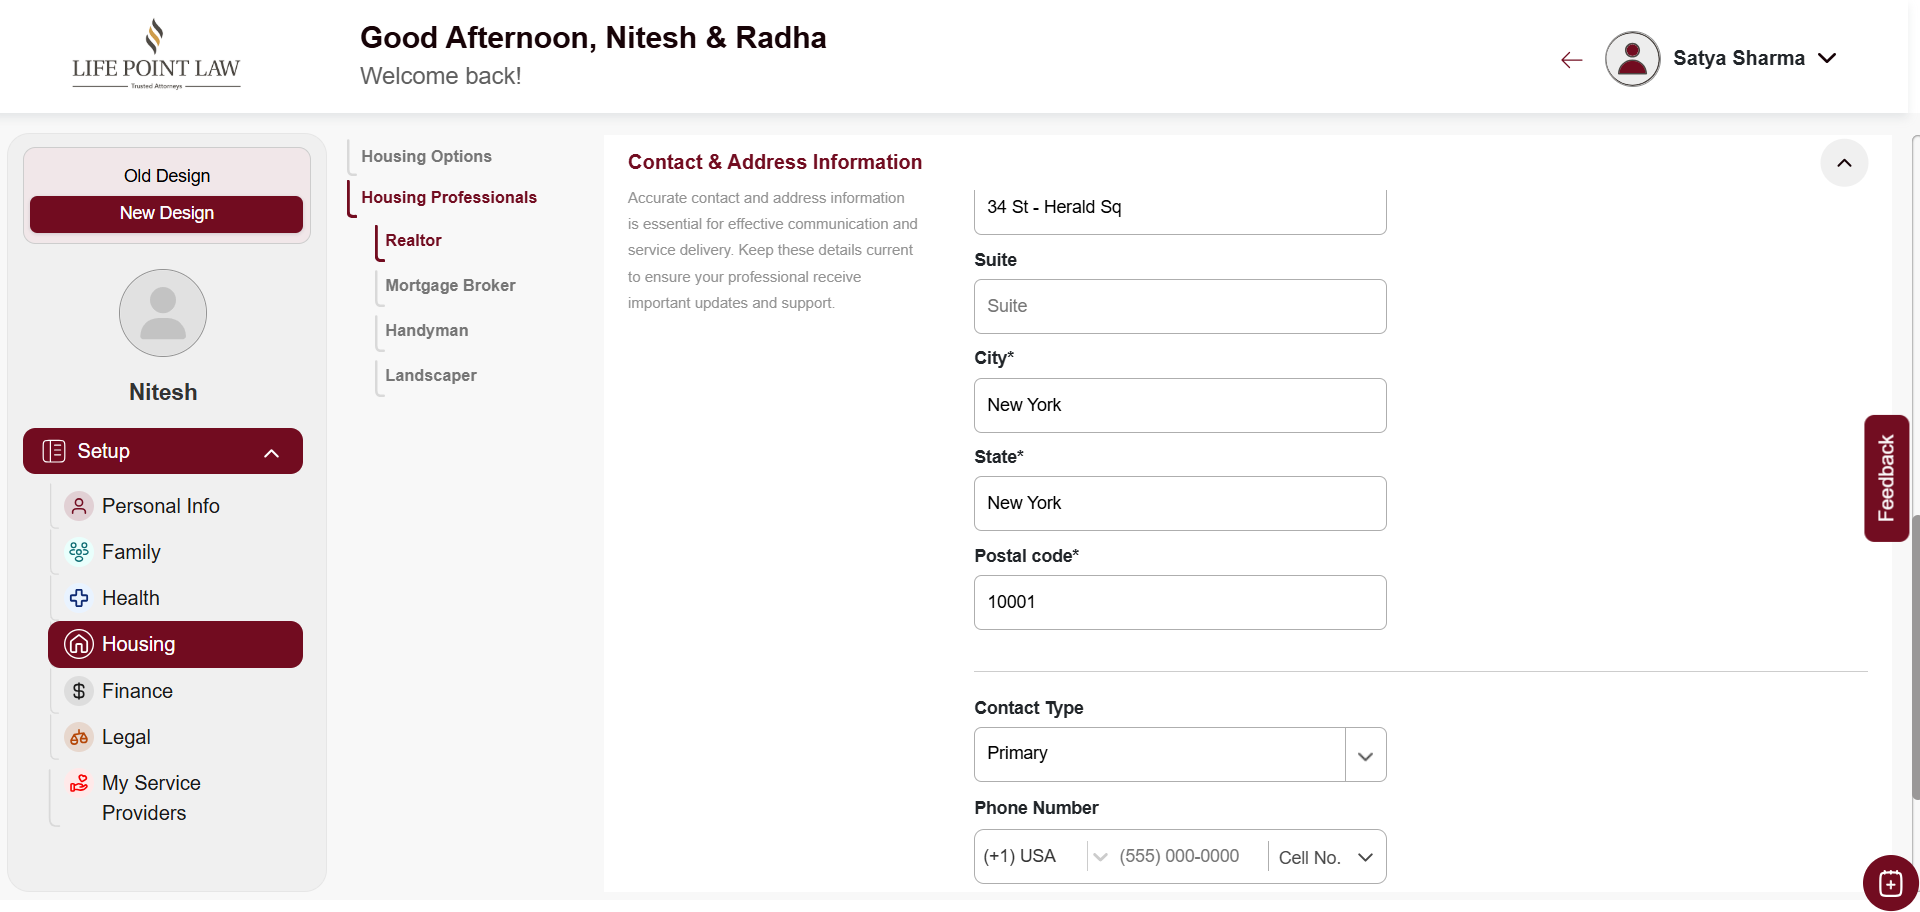 LIFE POINT LAW
Trusted Attorneys
Good Afternoon, Nitesh & Radha
Welcome back!
Satya Sharma
Old Design
New Design
Nitesh
Setup
Personal Info
Family
Health
Housing
Finance
Legal
My Service
Providers
Housing Options
Housing Professionals
Realtor
Mortgage Broker
Handyman
Landscaper
Contact & Address Information
Accurate contact and address information
is essential for effective communication and
service delivery. Keep these details current
to ensure your professional receive
important updates and support.
34 St - Herald Sq
Suite
Suite
City*
New York
State*
New York
Postal code*
10001
Contact Type
Primary
Phone Number
(+1) USA (555) 000-0000 Cell No.
Feedback